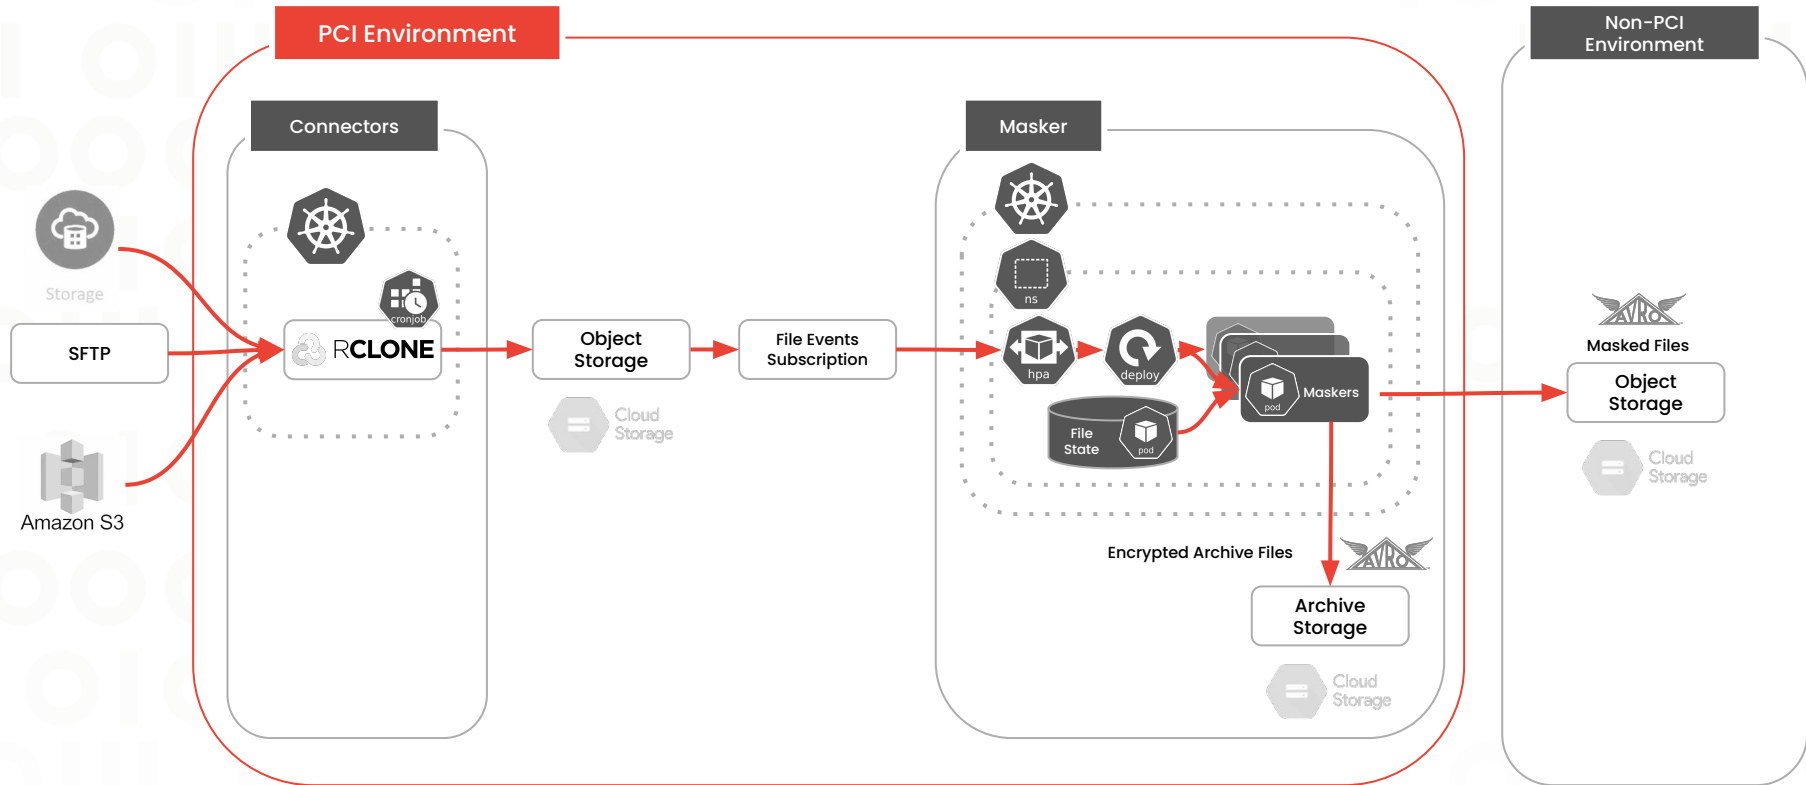 PCI Environment
Non-PCI
Environment
Connectors
Masker
Storage
SFTP
Amazon S3
cronjob
RCLONE
Object
Storage
Cloud
Storage
File Events
Subscription
ns
hpa
deploy
pod
Maskers
File
State
pod
Encrypted Archive Files
AVRO
Archive
Storage
Cloud
Storage
AVRO
Masked Files
Object
Storage
Cloud
Storage